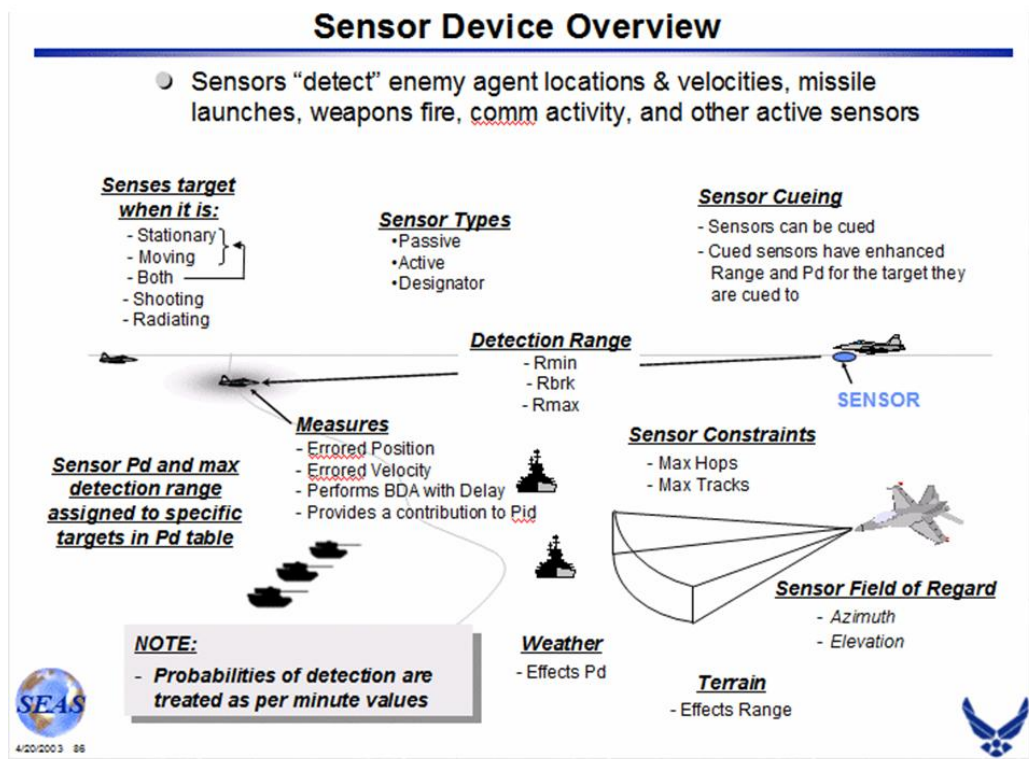 Sensor Device Overview
Sensors “detect” enemy agent locations & velocities, missile
launches, weapons fire, comm activity, and other active sensors
Senses target
when it is:
- Stationary
- Moving
- Both
- Shooting
- Radiating
Sensor Types
•Passive
•Active
•Designator
Sensor Cueing
- Sensors can be cued
- Cued sensors have enhanced
Range and Pd for the target they
are cued to
Detection Range
- Rmin
- Rbrk
- Rmax
SENSOR
Measures
- Errored Position
- Errored Velocity
- Performs BDA with Delay
- Provides a contribution to Pid
Sensor Pd and max
detection range
assigned to specific
targets in Pd table
Sensor Constraints
- Max Hops
- Max Tracks
Sensor Field of Regard
- Azimuth
- Elevation
NOTE:
- Probabilities of detection are
treated as per minute values
Weather
- Effects Pd
Terrain
- Effects Range
SEAS
4/20/2003 86